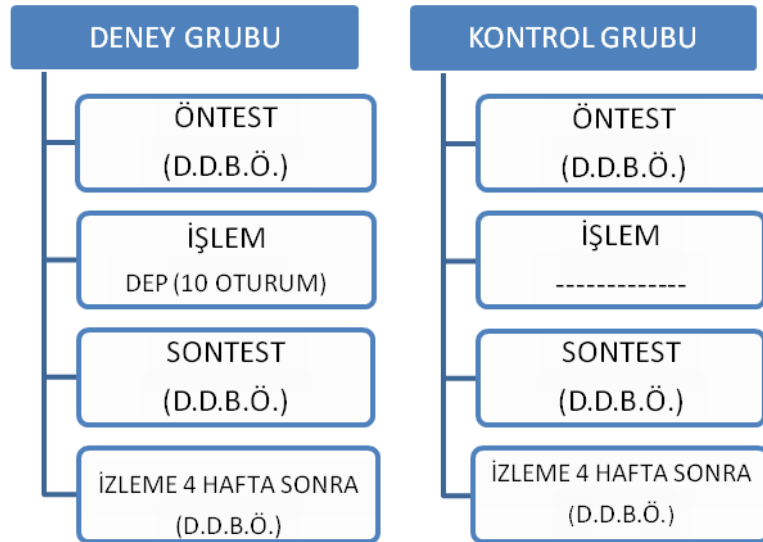 DENEY GRUBU
ÖNTEST
(D.D.B.Ö.)
İŞLEM
DEP (10 OTURUM)
SONTEST
(D.D.B.Ö.)
İZLEME 4 HAFTA SONRA
(D.D.B.Ö.)
KONTROL GRUBU
ÖNTEST
(D.D.B.Ö.)
İŞLEM
-------------
SONTEST
(D.D.B.Ö.)
İZLEME 4 HAFTA SONRA
(D.D.B.Ö.)